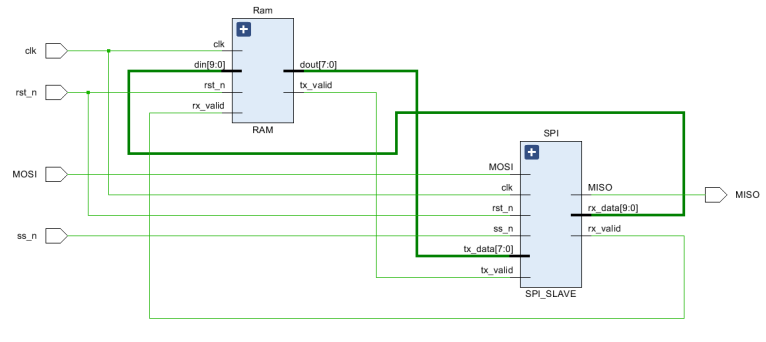 Ram
clk
clk
din[9:0]
dout[7:0]
rst_n
rst_n
tx_valid
rx_valid
RAM
SPI
MOSI
MOSI
clk
MISO
MISO
rst_n
rx_data[9:0]
ss_n
ss_n
rx_valid
tx_data[7:0]
tx_valid
SPI_SLAVE